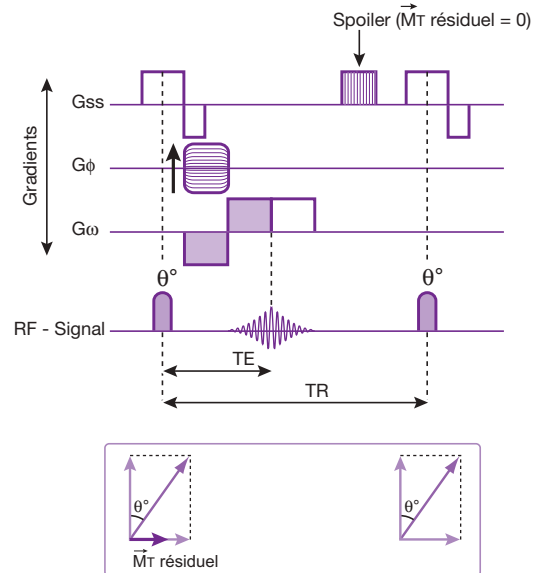 Spoiler (M⃗T résiduel = 0)
Gradients
Gss
Gϕ
Gω
θ°
θ°
RF - Signal
TE
TR
θ°
θ°
M⃗T résiduel